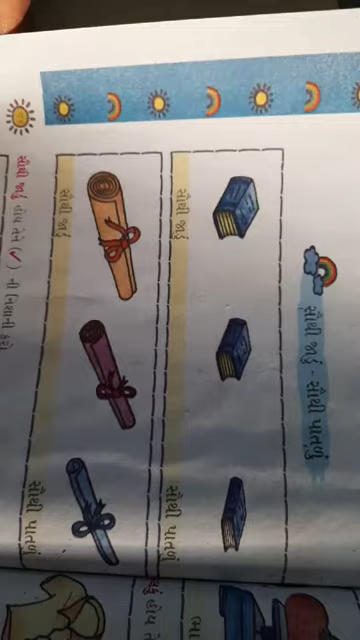 સૌથી જાડું - સૌથી પાતળું
સૌથી જાડું
સૌથી પાતળું
સૌથી જાડું
સૌથી પાતળું
સૌથી જાડું હોય તેને (✓) ની નિશાની કરો